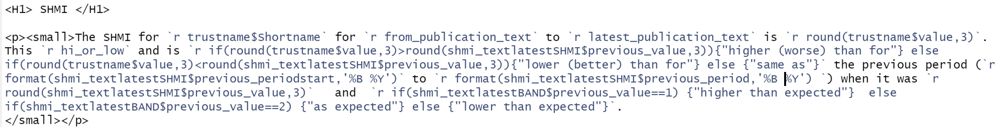 <H1> SHMI </H1>
<p><small>The SHMI for `r trustname$Shortname` for `r from_publication_text` to `r latest_publication_text` is `r round(trustname$value,3)`.
This `r hi_or_low` and is `r if(round(trustname$value,3)>round(shmi_textlatestSHMI$previous_value,3)){"higher (worse) than for"} else
if(round(trustname$value,3)<round(shmi_textlatestSHMI$previous_value,3)){"lower (better) than for"} else {"same as"}` the previous period (`r
format(shmi_textlatestSHMI$previous_periodstart,'%B %Y')` to `r format(shmi_textlatestSHMI$previous_period,'%B %Y') `) when it was `r
round(shmi_textlatestSHMI$previous_value,3)`   and  `r if(shmi_textlatestBAND$previous_value==1) {"higher than expected"}  else
if(shmi_textlatestBAND$previous_value==2) {"as expected"} else {"lower than expected"}`.
</small></p>